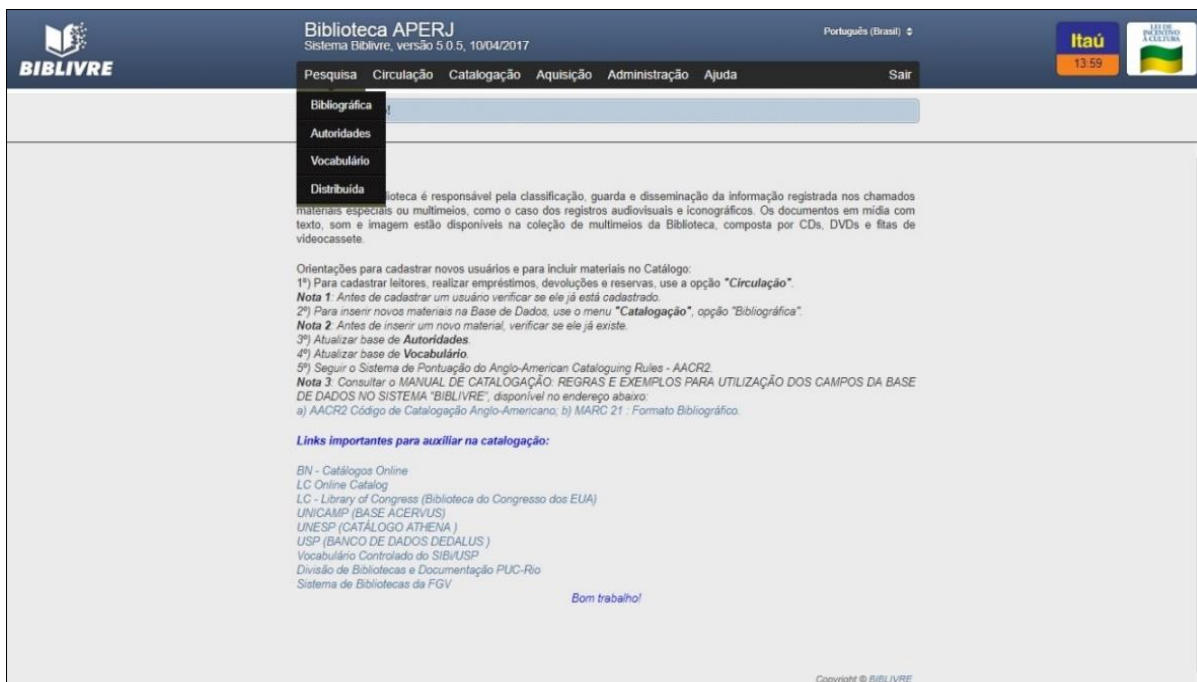 BIBLIVRE
Biblioteca APERJ
Sistema Biblivre, versão 5.0.5, 10/04/2017
Português (Brasil)
Itaú
13:59
LEI DE
INCENTIVO
À CULTURA
Pesquisa Circulação Catalogação Aquisição Administração Ajuda Sair
Bibliográfica
Autoridades
Vocabulário
Distribuída
é responsável pela classificação, guarda e disseminação da informação registrada nos chamados
materiais especiais ou multimeios, como o caso dos registros audiovisuais e iconográficos. Os documentos em mídia com
texto, som e imagem estão disponíveis na coleção de multimeios da Biblioteca, composta por CDs, DVDs e fitas de
videocassete.
Orientações para cadastrar novos usuários e para incluir materiais no Catálogo:
1º) Para cadastrar leitores, realizar empréstimos, devoluções e reservas, use a opção "Circulação".
Nota 1: Antes de cadastrar um usuário verificar se ele já está cadastrado.
2º) Para inserir novos materiais na Base de Dados, use o menu "Catalogação", opção "Bibliográfica".
Nota 2: Antes de inserir um novo material, verificar se ele já existe.
3º) Atualizar base de Autoridades.
4º) Atualizar base de Vocabulário.
5º) Seguir o Sistema de Pontuação do Anglo-American Cataloguing Rules - AACR2.
Nota 3: Consultar o MANUAL DE CATALOGAÇÃO: REGRAS E EXEMPLOS PARA UTILIZAÇÃO DOS CAMPOS DA BASE
DE DADOS NO SISTEMA "BIBLIVRE", disponível no endereço abaixo:
a) AACR2 Código de Catalogação Anglo-Americano; b) MARC 21 : Formato Bibliográfico.
Links importantes para auxiliar na catalogação:
BN - Catálogos Online
LC Online Catalog
LC - Library of Congress (Biblioteca do Congresso dos EUA)
UNICAMP (BASE ACERVUS)
UNESP (CATÁLOGO ATHENA )
USP (BANCO DE DADOS DEDALUS )
Vocabulário Controlado do SIBi/USP
Divisão de Bibliotecas e Documentação PUC-Rio
Sistema de Bibliotecas da FGV
Bom trabalho!
Copyright © BIBLIVRE